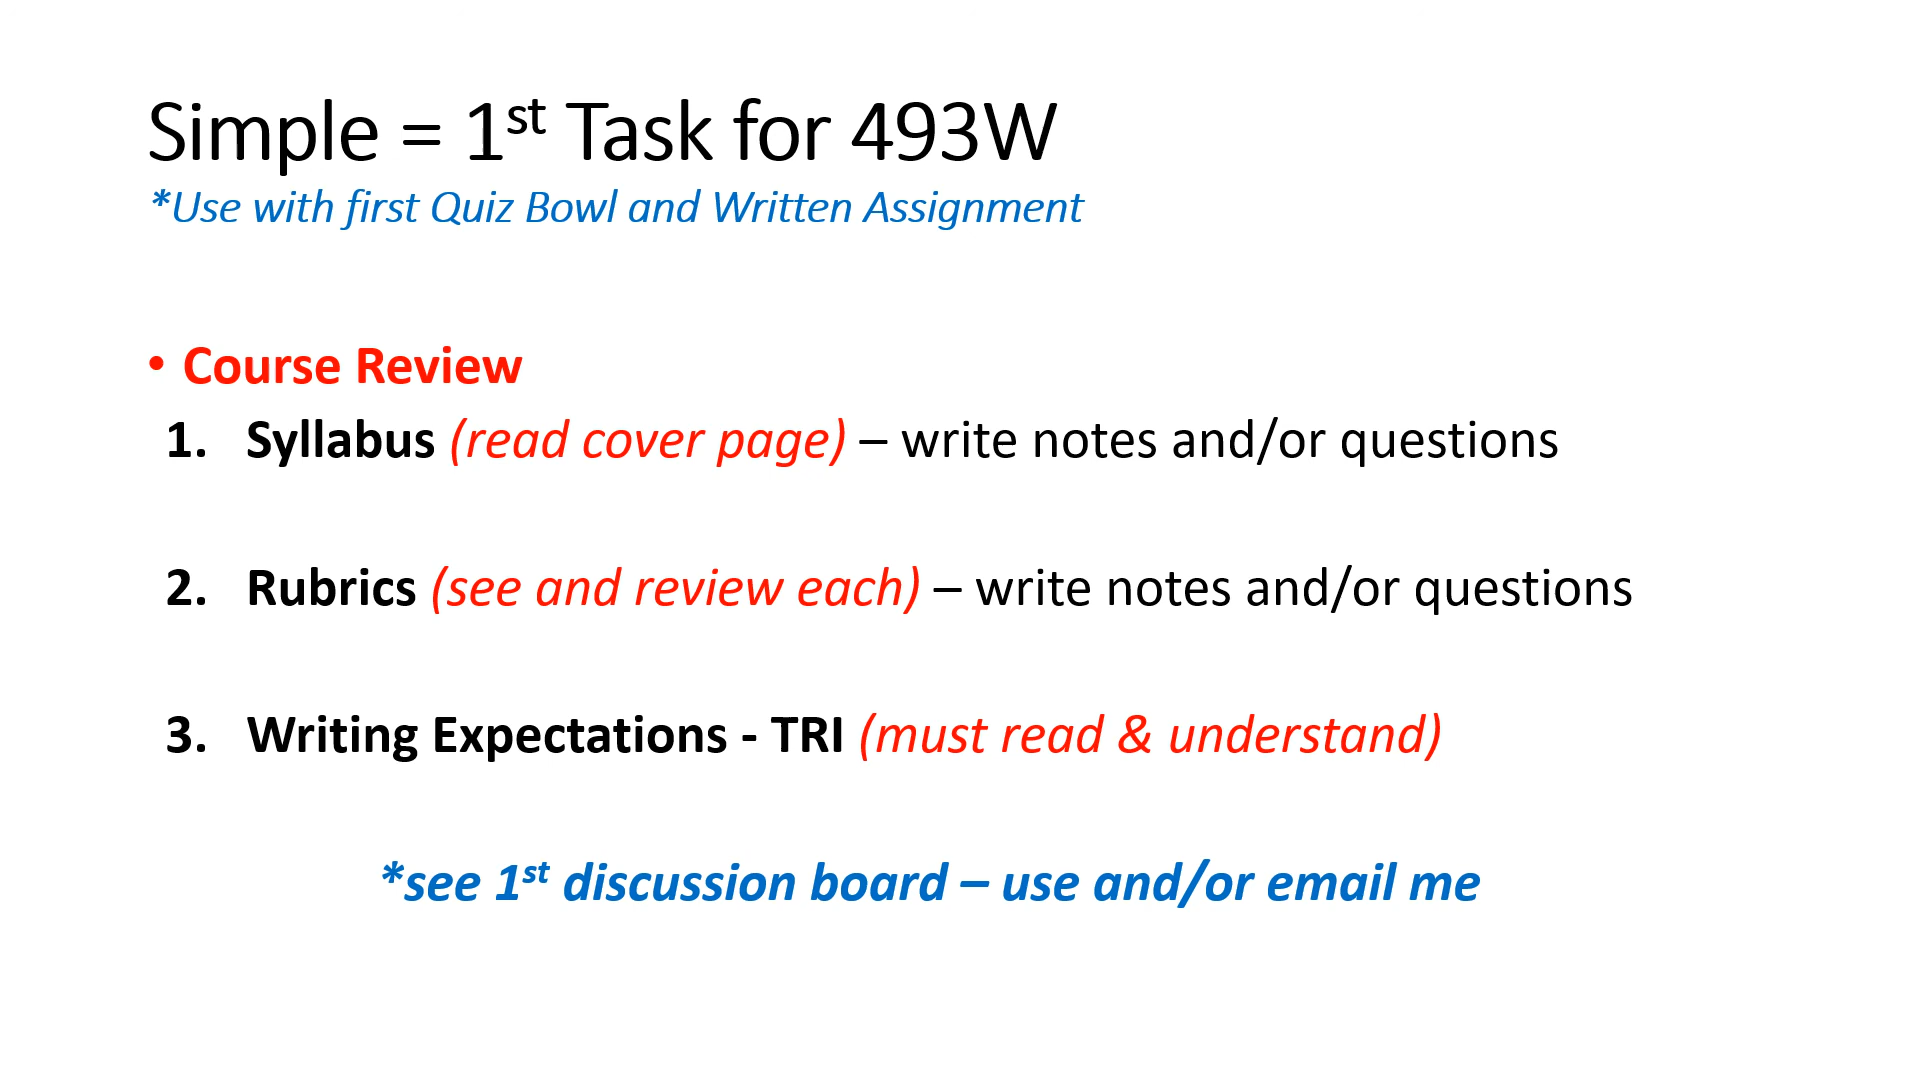 Simple = 1st Task for 493W
*Use with first Quiz Bowl and Written Assignment
• Course Review
1. Syllabus (read cover page) – write notes and/or questions
2. Rubrics (see and review each) – write notes and/or questions
3. Writing Expectations - TRI (must read & understand)
*see 1st discussion board – use and/or email me